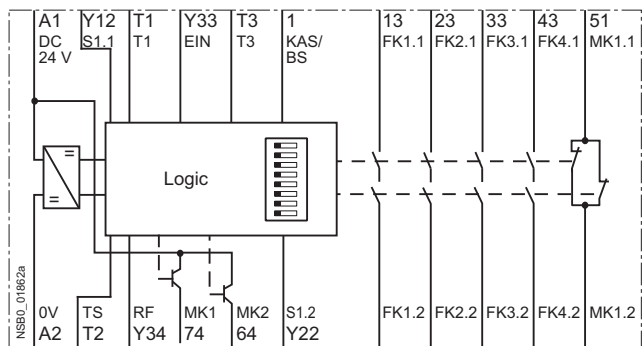 A1 Y12 T1 Y33 T3 1 13 23 33 43 51
DC S1.1 T1 EIN T3 KAS/ FK1.1 FK2.1 FK3.1 FK4.1 MK1.1
24 V BS
=
=
Logic
NSB0_01862a
0V TS RF MK1 MK2 S1.2 FK1.2 FK2.2 FK3.2 FK4.2 MK1.2
A2 T2 Y34 74 64 Y22